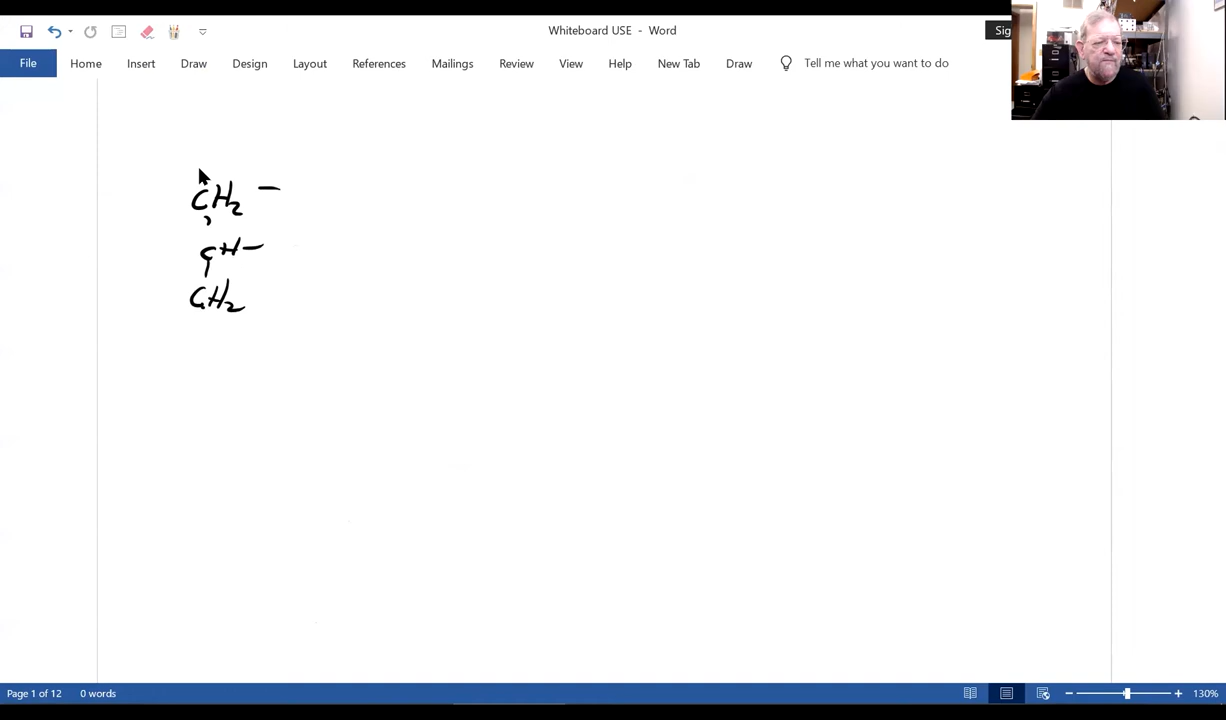 Whiteboard USE - Word
Sig
File Home Insert Draw Design Layout References Mailings Review View Help New Tab Draw Tell me what you want to do
CH₂ —
CH —
CH₂
Page 1 of 12 0 words 130%